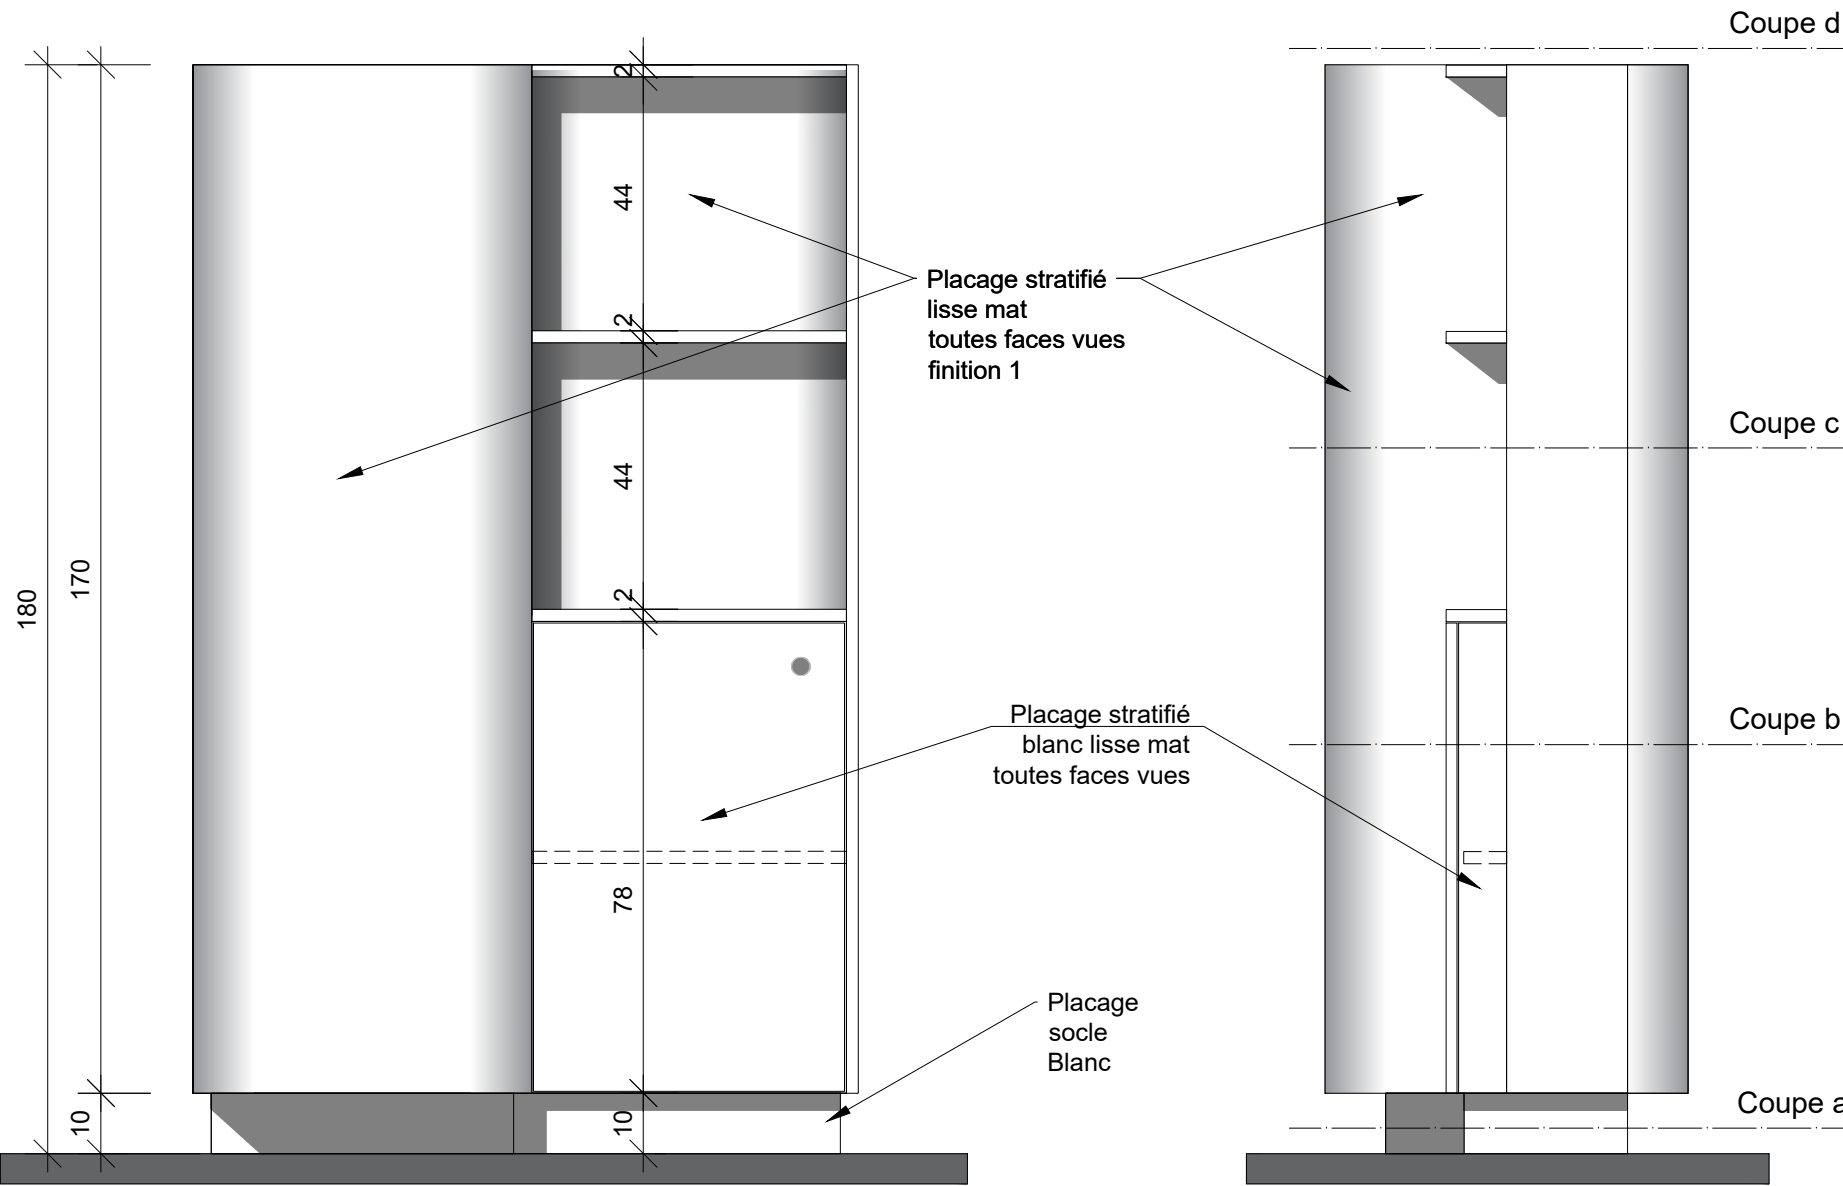 Coupe d
2
44
Placage stratifié
lisse mat
toutes faces vues
finition 1
2
Coupe c
44
170
180
2
Placage stratifié
blanc lisse mat
toutes faces vues
Coupe b
78
Placage
socle
Blanc
10
10
Coupe a